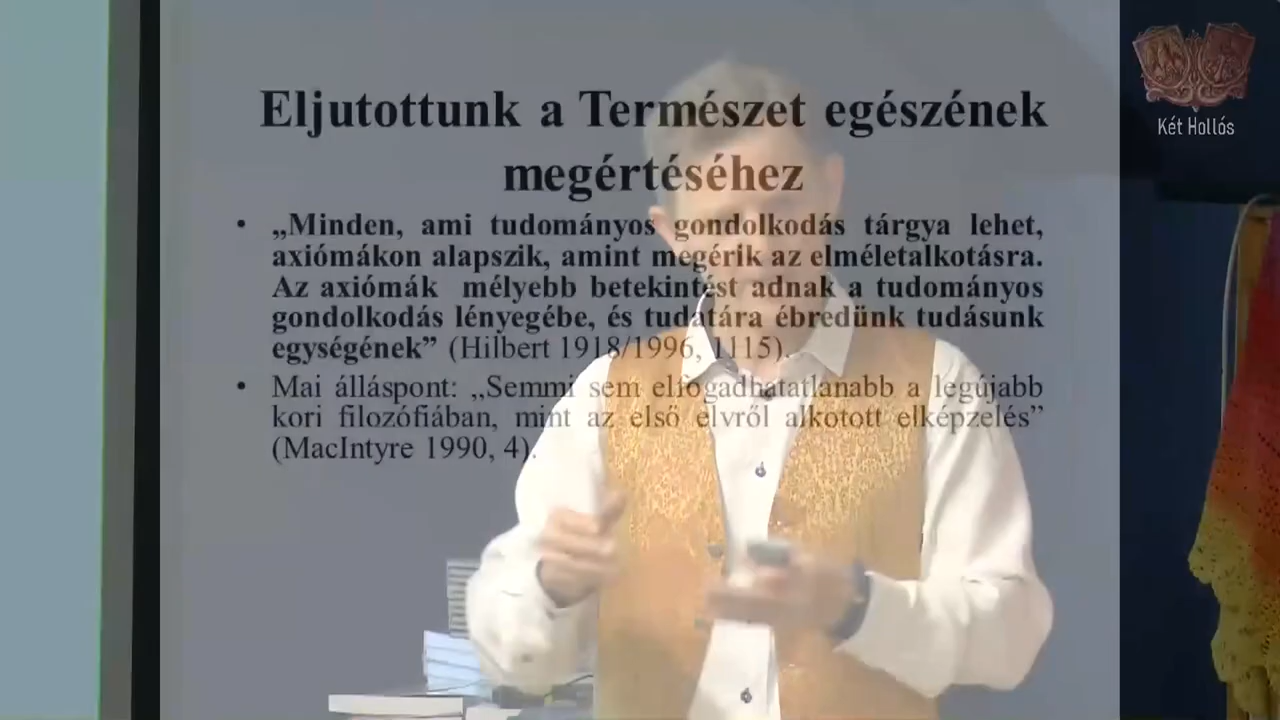 Eljutottunk a Természet egészének
megértéséhez
• „Minden, ami tudományos gondolkodás tárgya lehet,
axiómákon alapszik, amint megérik az elméletalkotásra.
Az axiómák mélyebb betekintést adnak a tudományos
gondolkodás lényegébe, és tudatára ébredünk tudásunk
egységének” (Hilbert 1918/1996, 1115).
• Mai álláspont: „Semmi sem elfogadhatatlanabb a legújabb
kori filozófiában, mint az első elvről alkotott elképzelés”
(MacIntyre 1990, 4).
Két Hollós